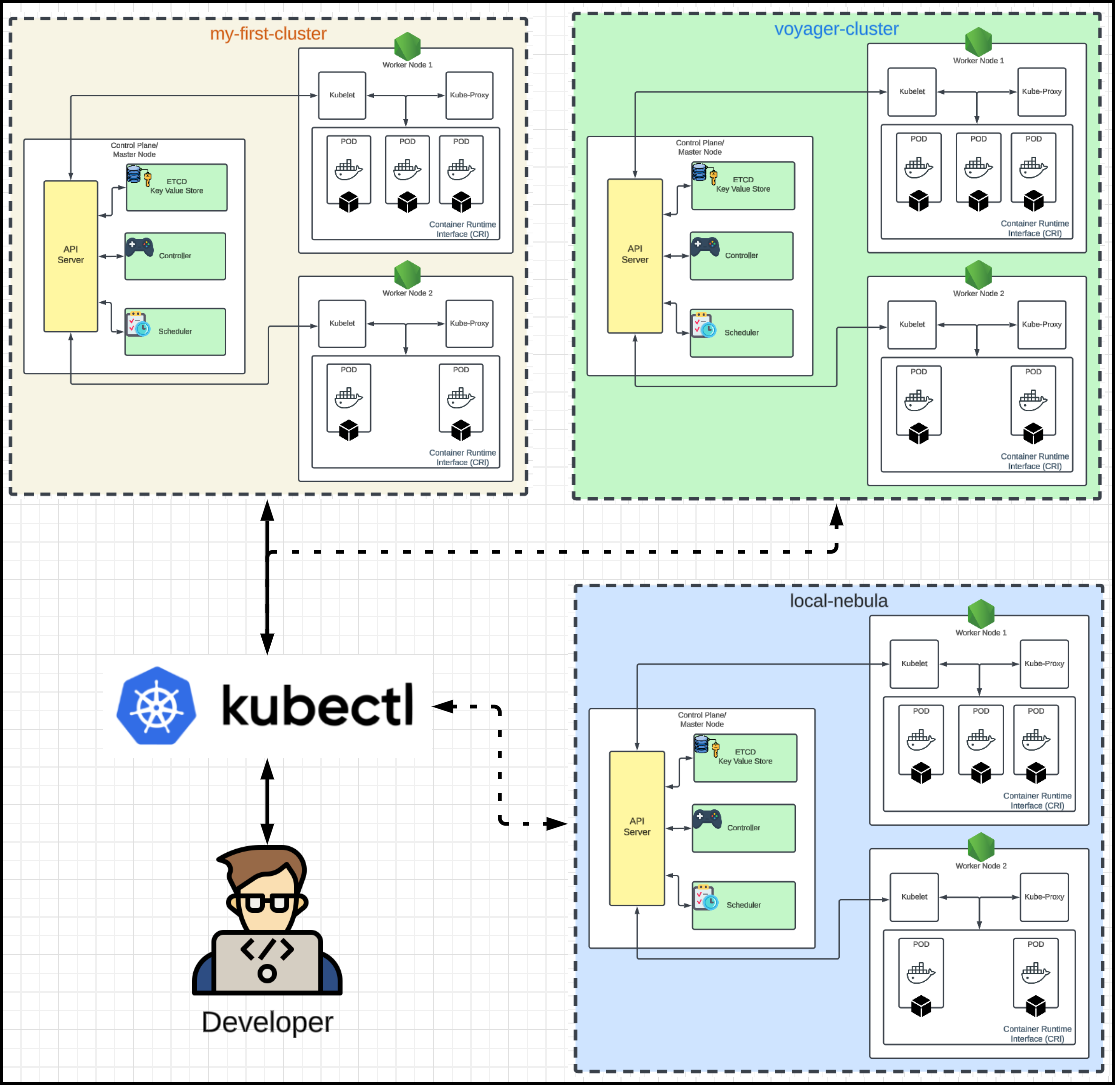 my-first-cluster
Worker Node 1
Kubelet
Kube-Proxy
POD
POD
POD
Container Runtime
Interface (CRI)
Control Plane/
Master Node
ETCD
Key Value Store
API
Server
Controller
Scheduler
Worker Node 2
Kubelet
Kube-Proxy
POD
POD
Container Runtime
Interface (CRI)
voyager-cluster
Worker Node 1
Kubelet
Kube-Proxy
POD
POD
POD
Container Runtime
Interface (CRI)
Control Plane/
Master Node
ETCD
Key Value Store
API
Server
Controller
Scheduler
Worker Node 2
Kubelet
Kube-Proxy
POD
POD
Container Runtime
Interface (CRI)
local-nebula
Worker Node 1
Kubelet
Kube-Proxy
POD
POD
POD
Container Runtime
Interface (CRI)
Control Plane/
Master Node
ETCD
Key Value Store
API
Server
Controller
Scheduler
Worker Node 2
Kubelet
Kube-Proxy
POD
POD
Container Runtime
Interface (CRI)
kubectl
Developer